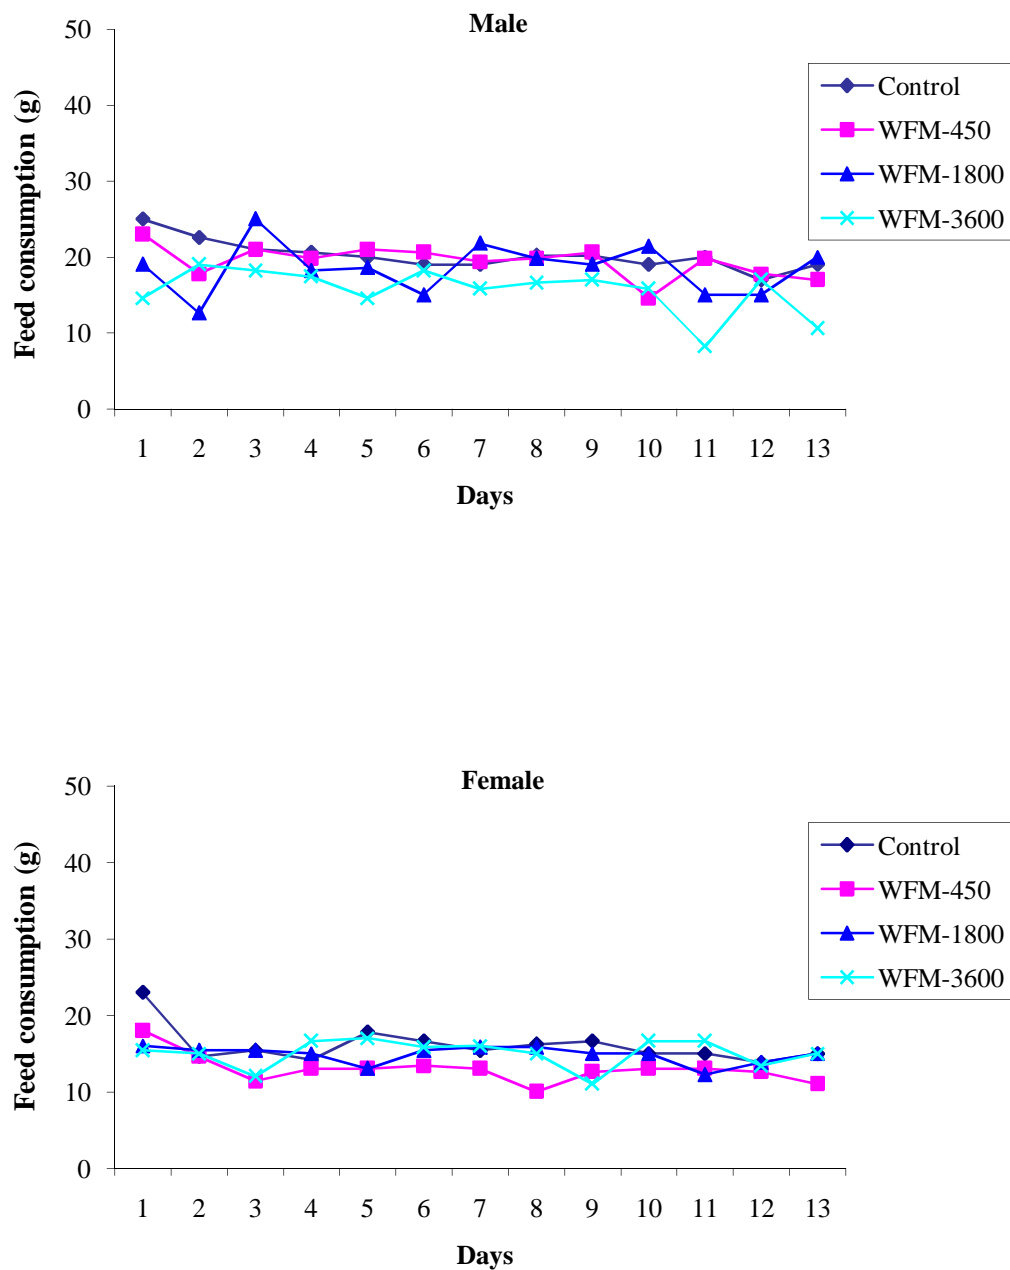 Male
50
40
30
20
10
0
Feed consumption (g)
1 2 3 4 5 6 7 8 9 10 11 12 13
Days
Control
WFM-450
WFM-1800
WFM-3600
Female
50
40
30
20
10
0
Feed consumption (g)
1 2 3 4 5 6 7 8 9 10 11 12 13
Days
Control
WFM-450
WFM-1800
WFM-3600